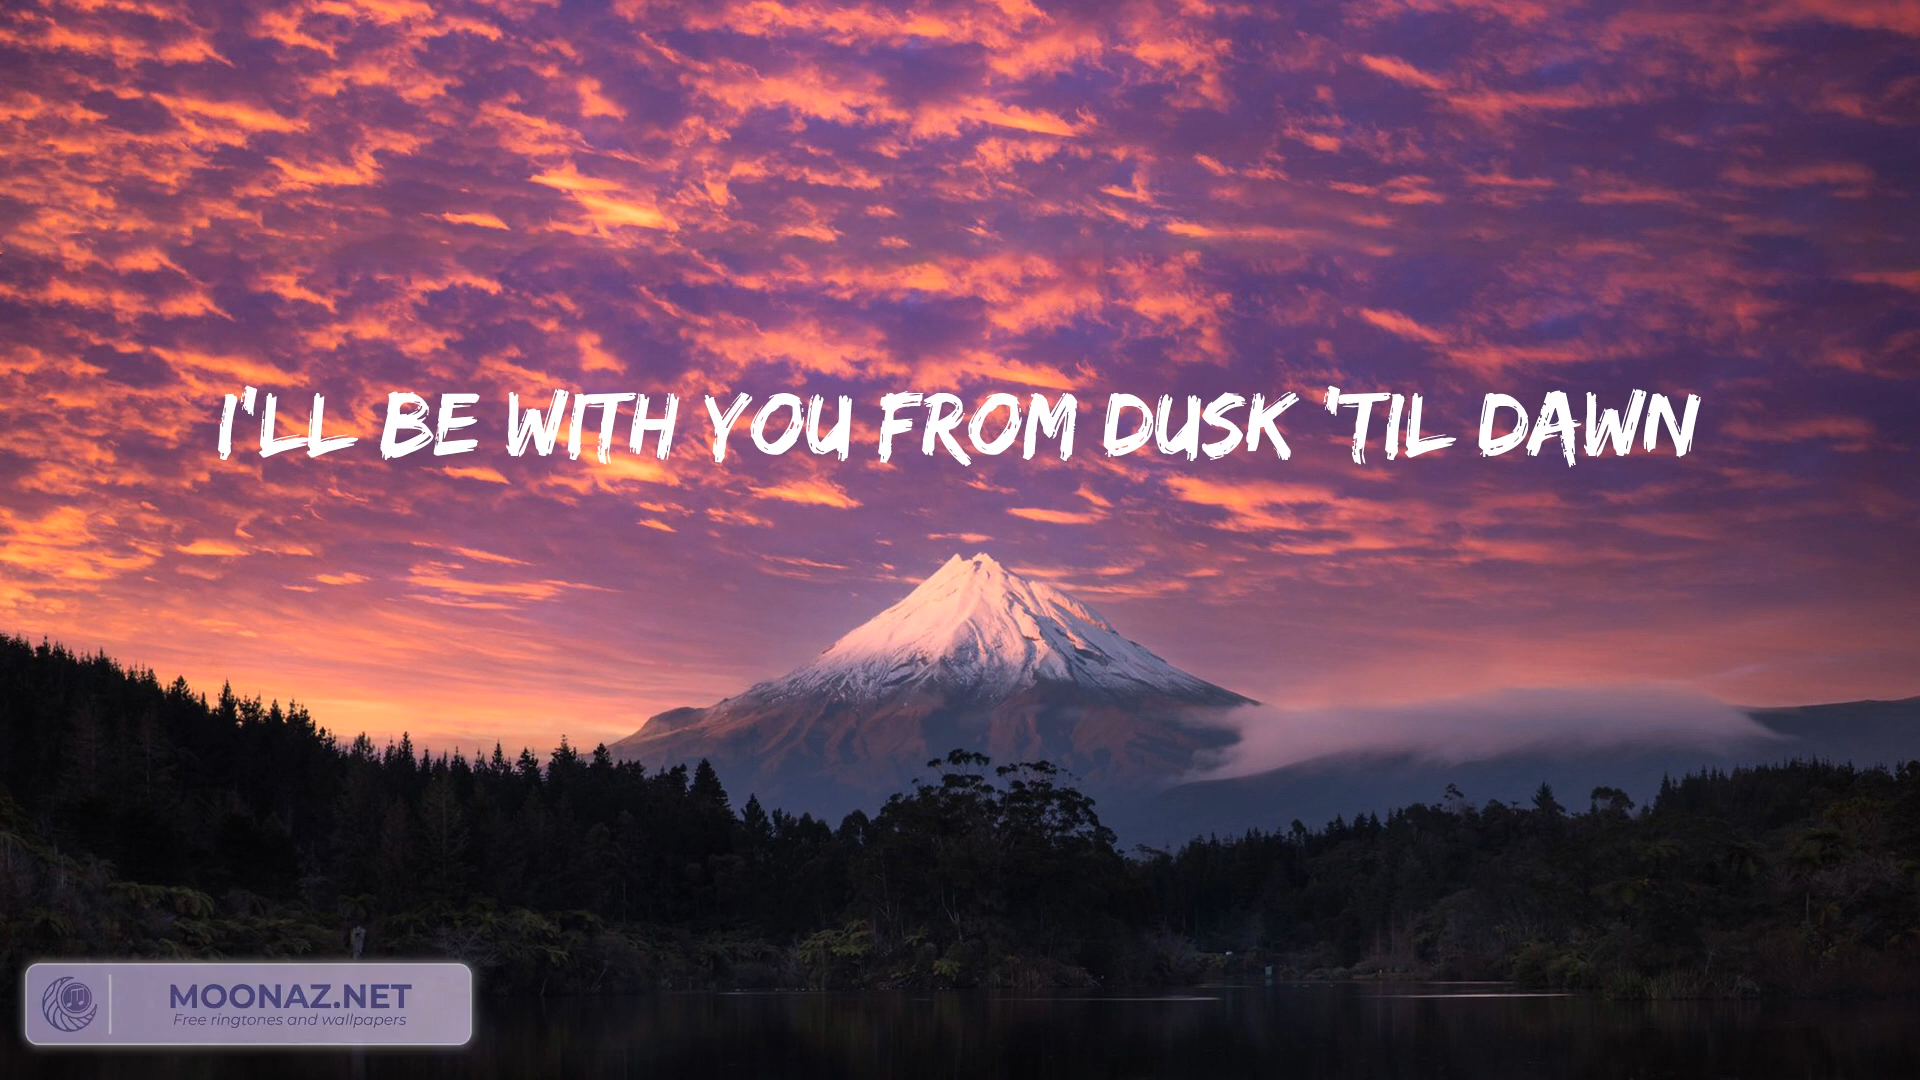 I'LL BE WITH YOU FROM DUSK 'TIL DAWN
MOONAZ.NET
Free ringtones and wallpapers